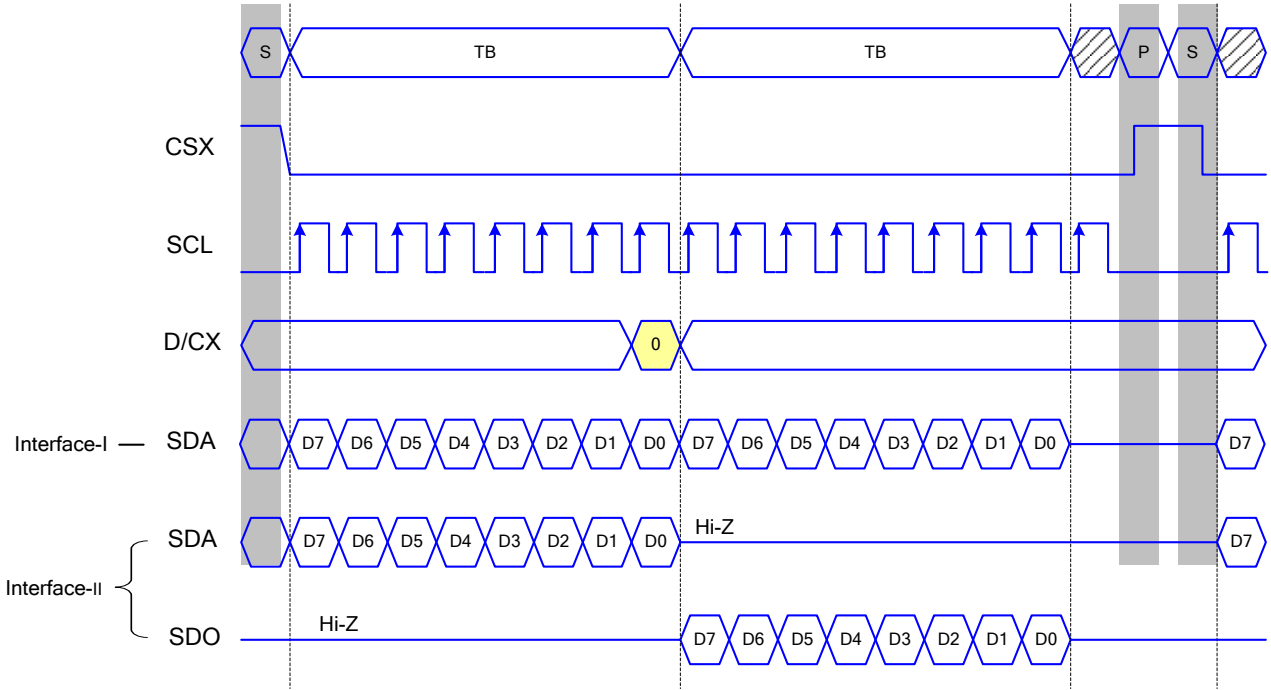 S TB TB P S
CSX
SCL
D/CX 0
Interface-I SDA D7 D6 D5 D4 D3 D2 D1 D0 D7 D6 D5 D4 D3 D2 D1 D0 D7
SDA D7 D6 D5 D4 D3 D2 D1 D0 Hi-Z D7
Interface-II
SDO Hi-Z D7 D6 D5 D4 D3 D2 D1 D0